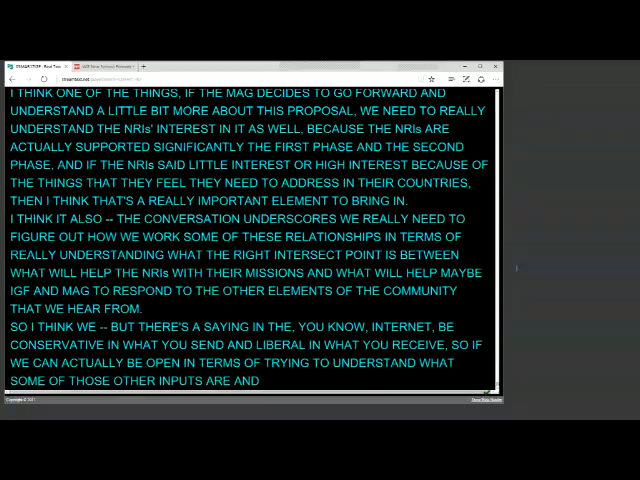 I THINK ONE OF THE THINGS, IF THE MAG DECIDES TO GO FORWARD AND
UNDERSTAND A LITTLE BIT MORE ABOUT THIS PROPOSAL, WE NEED TO REALLY
UNDERSTAND THE NRIs' INTEREST IN IT AS WELL, BECAUSE THE NRIs ARE
ACTUALLY SUPPORTED SIGNIFICANTLY THE FIRST PHASE AND THE SECOND
PHASE, AND IF THE NRIs SAID LITTLE INTEREST OR HIGH INTEREST BECAUSE OF
THE THINGS THAT THEY FEEL THEY NEED TO ADDRESS IN THEIR COUNTRIES,
THEN I THINK THAT'S A REALLY IMPORTANT ELEMENT TO BRING IN.
I THINK IT ALSO -- THE CONVERSATION UNDERSCORES WE REALLY NEED TO
FIGURE OUT HOW WE WORK SOME OF THESE RELATIONSHIPS IN TERMS OF
REALLY UNDERSTANDING WHAT THE RIGHT INTERSECT POINT IS BETWEEN
WHAT WILL HELP THE NRIs WITH THEIR MISSIONS AND WHAT WILL HELP MAYBE
IGF AND MAG TO RESPOND TO THE OTHER ELEMENTS OF THE COMMUNITY
THAT WE HEAR FROM.
SO I THINK WE -- BUT THERE'S A SAYING IN THE, YOU KNOW, INTERNET, BE
CONSERVATIVE IN WHAT YOU SEND AND LIBERAL IN WHAT YOU RECEIVE, SO IF
WE CAN ACTUALLY BE OPEN IN TERMS OF TRYING TO UNDERSTAND WHAT
SOME OF THOSE OTHER INPUTS ARE AND